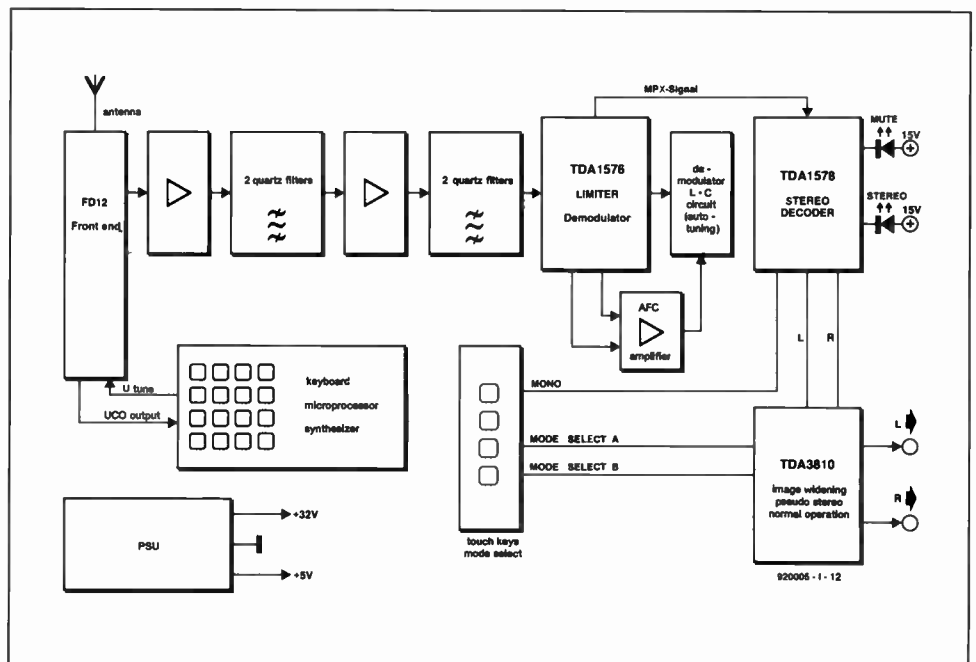 antenna
FD12
Front end
2 quartz filters
2 quartz filters
TDA1576
LIMITER
Demodulator
MPX-Signal
de -
modulator
L - C
circuit
(auto -
tuning)
AFC
amplifier
TDA1578
STEREO
DECODER
MUTE
15V
STEREO
15V
U tune
UCO output
keyboard
microprocessor
synthesizer
MONO
MODE SELECT A
MODE SELECT B
touch keys
mode select
L
R
TDA3810
image widening
pseudo stereo
normal operation
L
R
920005 - I - 12
PSU
+32V
+5V